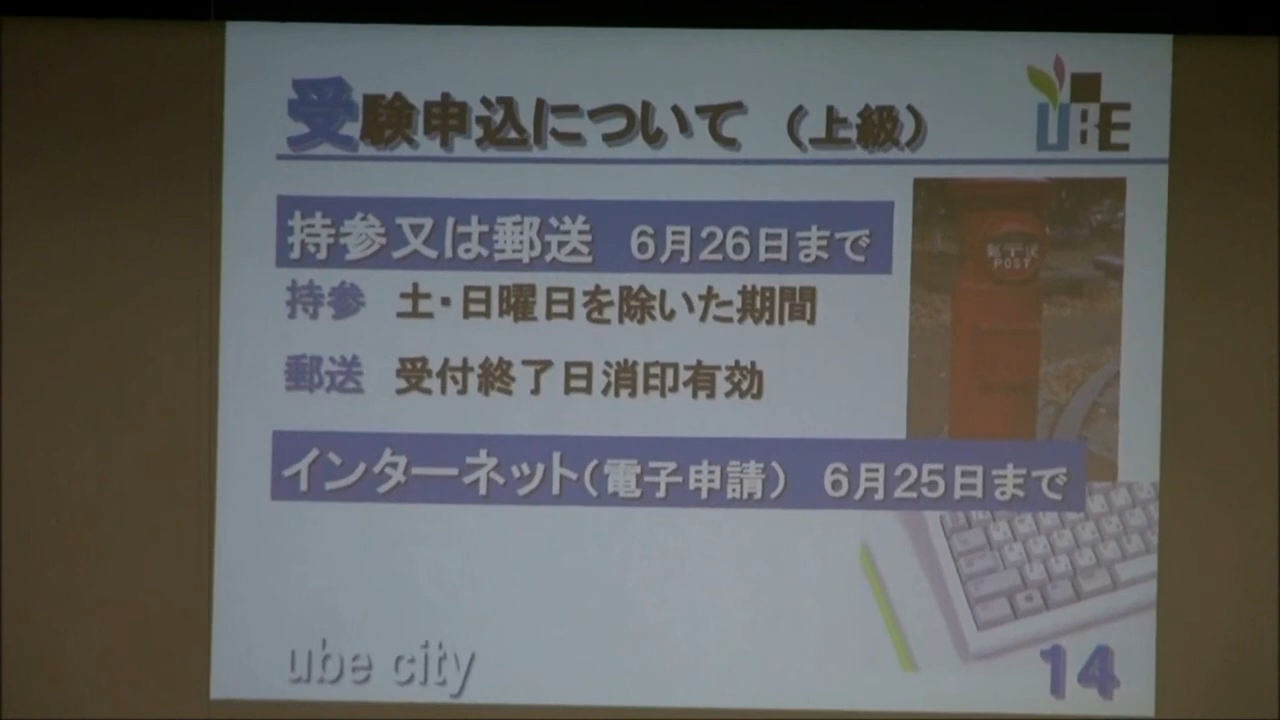 受験申込について （上級）
UBE
持参又は郵送 6月26日まで
POST
持参 土・日曜日を除いた期間
郵送 受付終了日消印有効
インターネット（電子申請） 6月25日まで
ube city
14